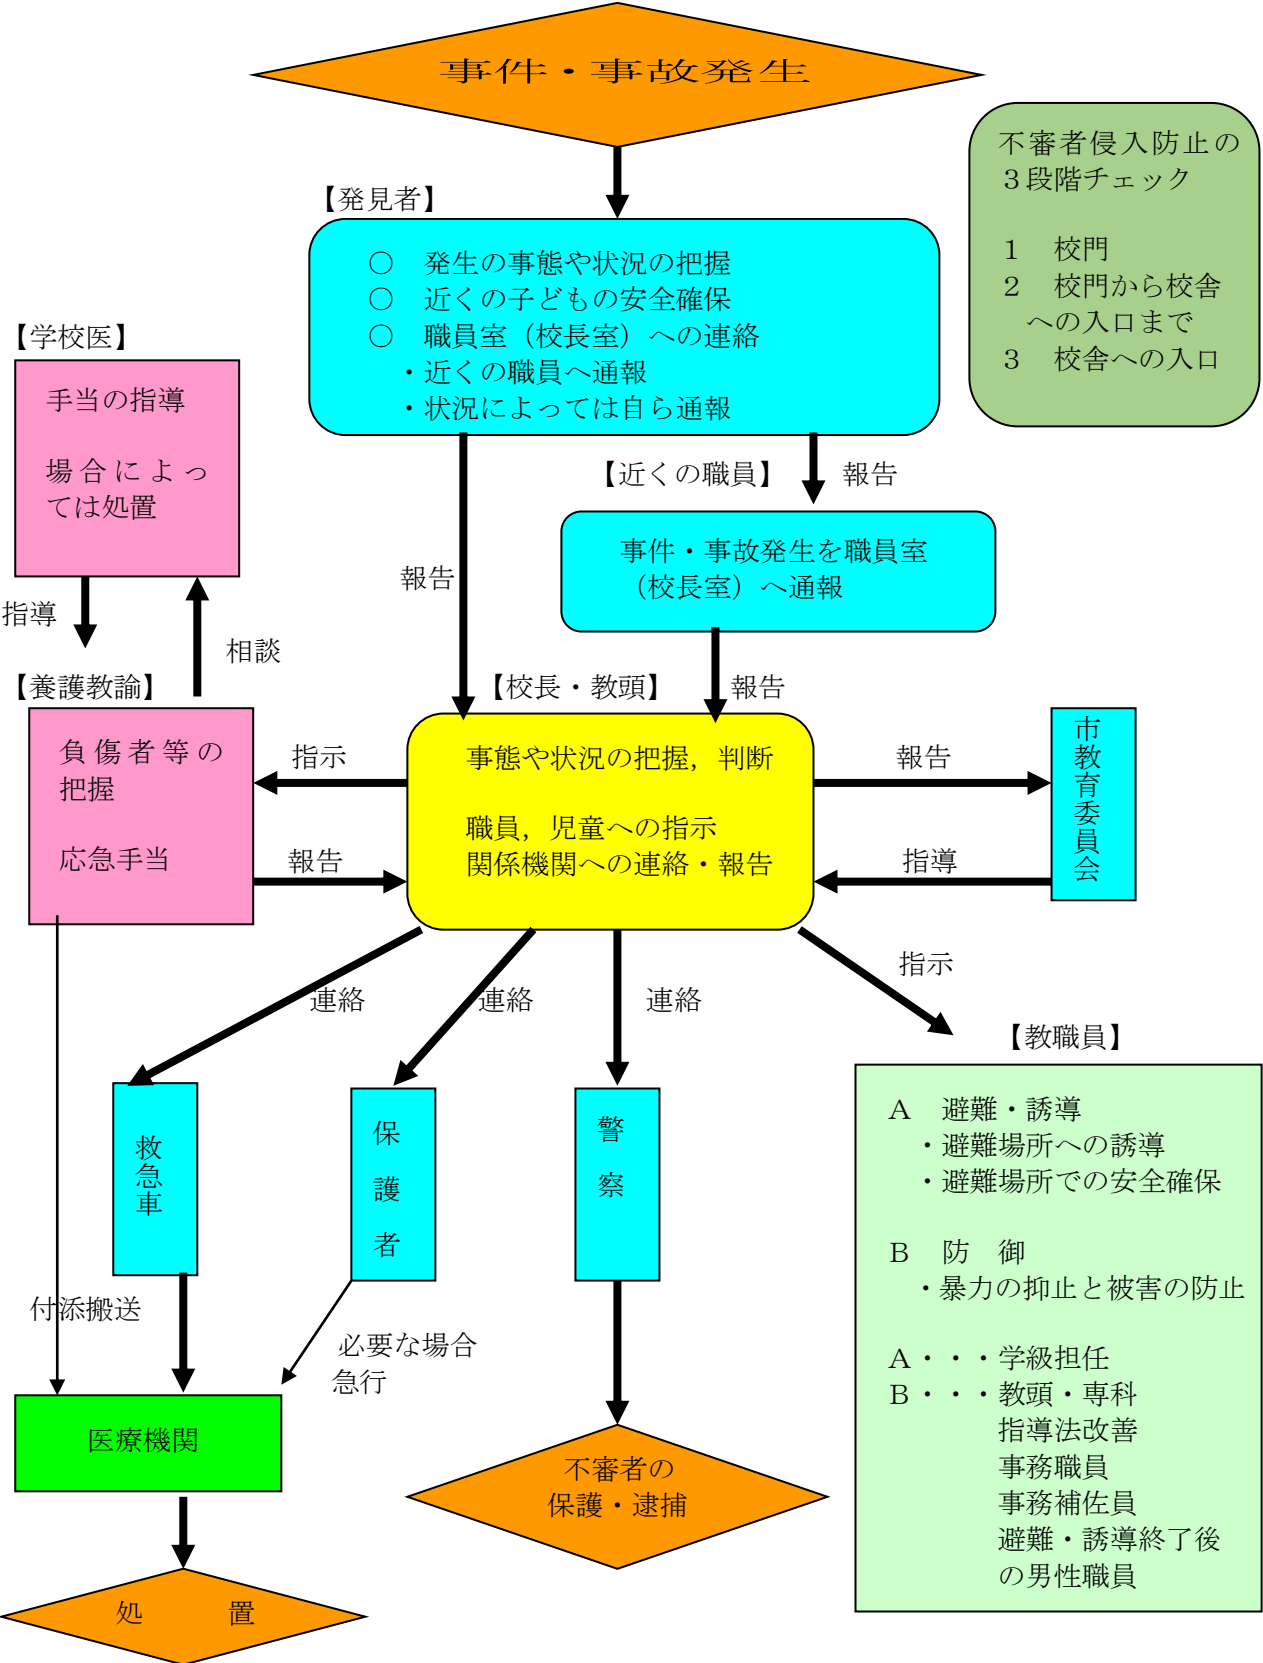 事件・事故発生
不審者侵入防止の
３段階チェック
１　校門
２　校門から校舎
への入口まで
３　校舎への入口
【発見者】
○　発生の事態や状況の把握
○　近くの子どもの安全確保
○　職員室（校長室）への連絡
・近くの職員へ通報
・状況によっては自ら通報
【学校医】
手当の指導
場合によっ
ては処置
【近くの職員】
報告
事件・事故発生を職員室
（校長室）へ通報
報告
指導
相談
【養護教諭】
【校長・教頭】
報告
負傷者等の
把握
応急手当
指示
報告
事態や状況の把握，判断
職員，児童への指示
関係機関への連絡・報告
報告
指導
市教育委員会
連絡
連絡
連絡
指示
【教職員】
救急車
保護者
警察
Ａ　避難・誘導
・避難場所への誘導
・避難場所での安全確保
Ｂ　防　御
・暴力の抑止と被害の防止
Ａ・・・学級担任
Ｂ・・・教頭・専科
指導法改善
事務職員
事務補佐員
避難・誘導終了後
の男性職員
付添搬送
必要な場合
急行
医療機関
不審者の
保護・逮捕
処　　　置